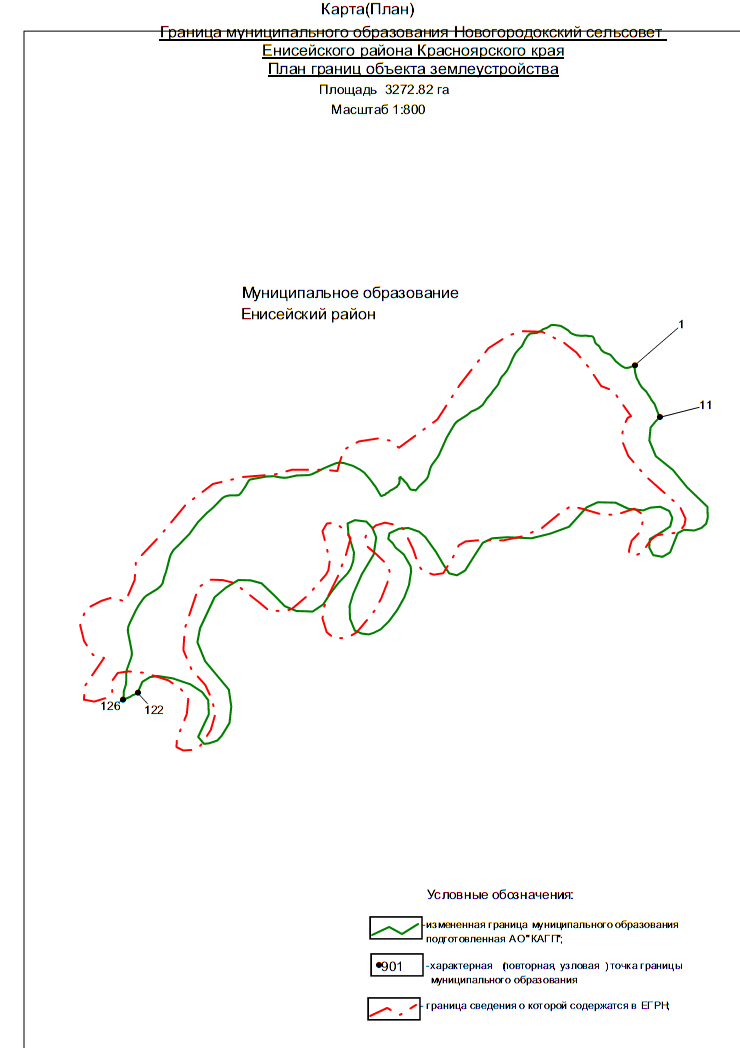 Карта(План)
Граница муниципального образования Новогородокский сельсовет
Енисейского района Красноярского края
План границ объекта землеустройства
Площадь 3272.82 га
Масштаб 1:800
Муниципальное образование
Енисейский район
1
11
126
122
Условные обозначения:
-измененная граница муниципального образования
подготовленная АО"КАГП";
901
-характерная (повторная, узловая ) точка границы
муниципального образования
- граница сведения о которой содержатся в ЕГРН;